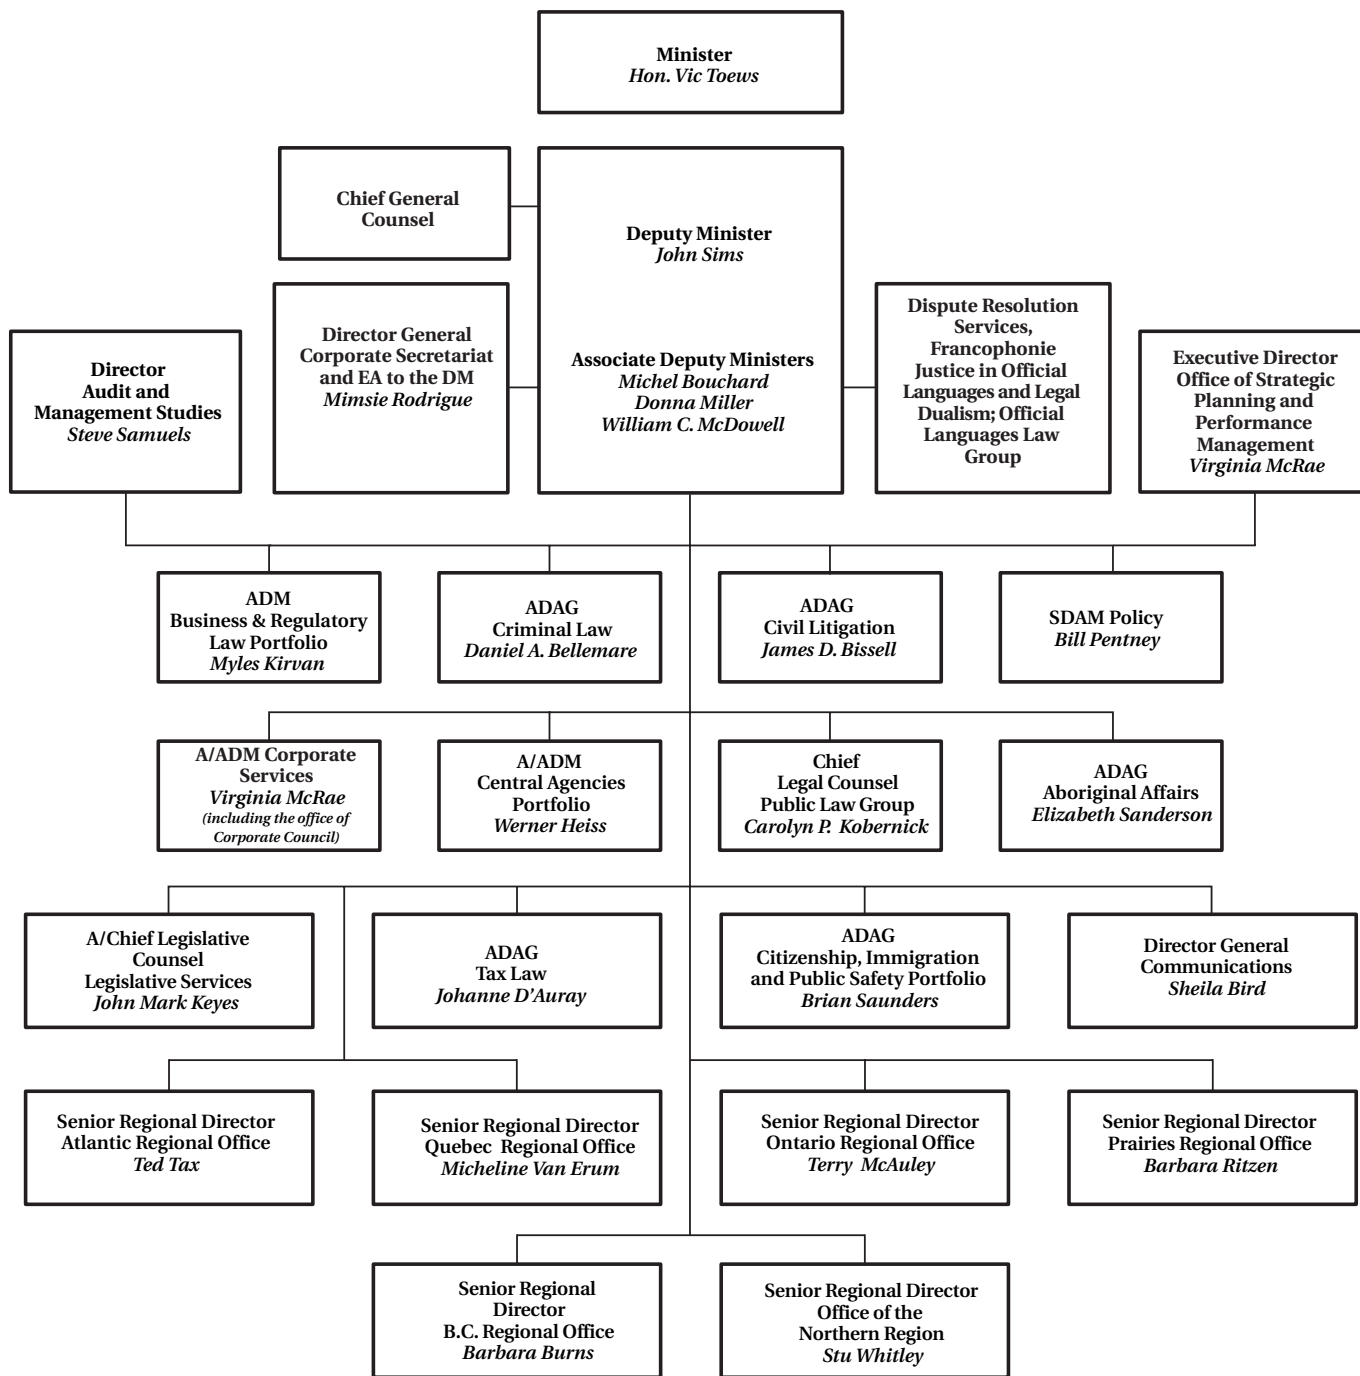 Minister
Hon. Vic Toews
Chief General
Counsel
Deputy Minister
John Sims
Associate Deputy Ministers
Michel Bouchard
Donna Miller
William C. McDowell
Director General
Corporate Secretariat
and EA to the DM
Mimsie Rodrigue
Dispute Resolution
Services,
Francophonie
Justice in Official
Languages and Legal
Dualism; Official
Languages Law
Group
Director
Audit and
Management Studies
Steve Samuels
Executive Director
Office of Strategic
Planning and
Performance
Management
Virginia McRae
ADM
Business & Regulatory
Law Portfolio
Myles Kirvan
ADAG
Criminal Law
Daniel A. Bellemare
ADAG
Civil Litigation
James D. Bissell
SDAM Policy
Bill Pentney
A/ADM Corporate
Services
Virginia McRae
(including the office of
Corporate Council)
A/ADM
Central Agencies
Portfolio
Werner Heiss
Chief
Legal Counsel
Public Law Group
Carolyn P. Kobernick
ADAG
Aboriginal Affairs
Elizabeth Sanderson
A/Chief Legislative
Counsel
Legislative Services
John Mark Keyes
ADAG
Tax Law
Johanne D'Auray
ADAG
Citizenship, Immigration
and Public Safety Portfolio
Brian Saunders
Director General
Communications
Sheila Bird
Senior Regional Director
Atlantic Regional Office
Ted Tax
Senior Regional Director
Quebec Regional Office
Micheline Van Erum
Senior Regional Director
Ontario Regional Office
Terry McAuley
Senior Regional Director
Prairies Regional Office
Barbara Ritzen
Senior Regional
Director
B.C. Regional Office
Barbara Burns
Senior Regional Director
Office of the
Northern Region
Stu Whitley